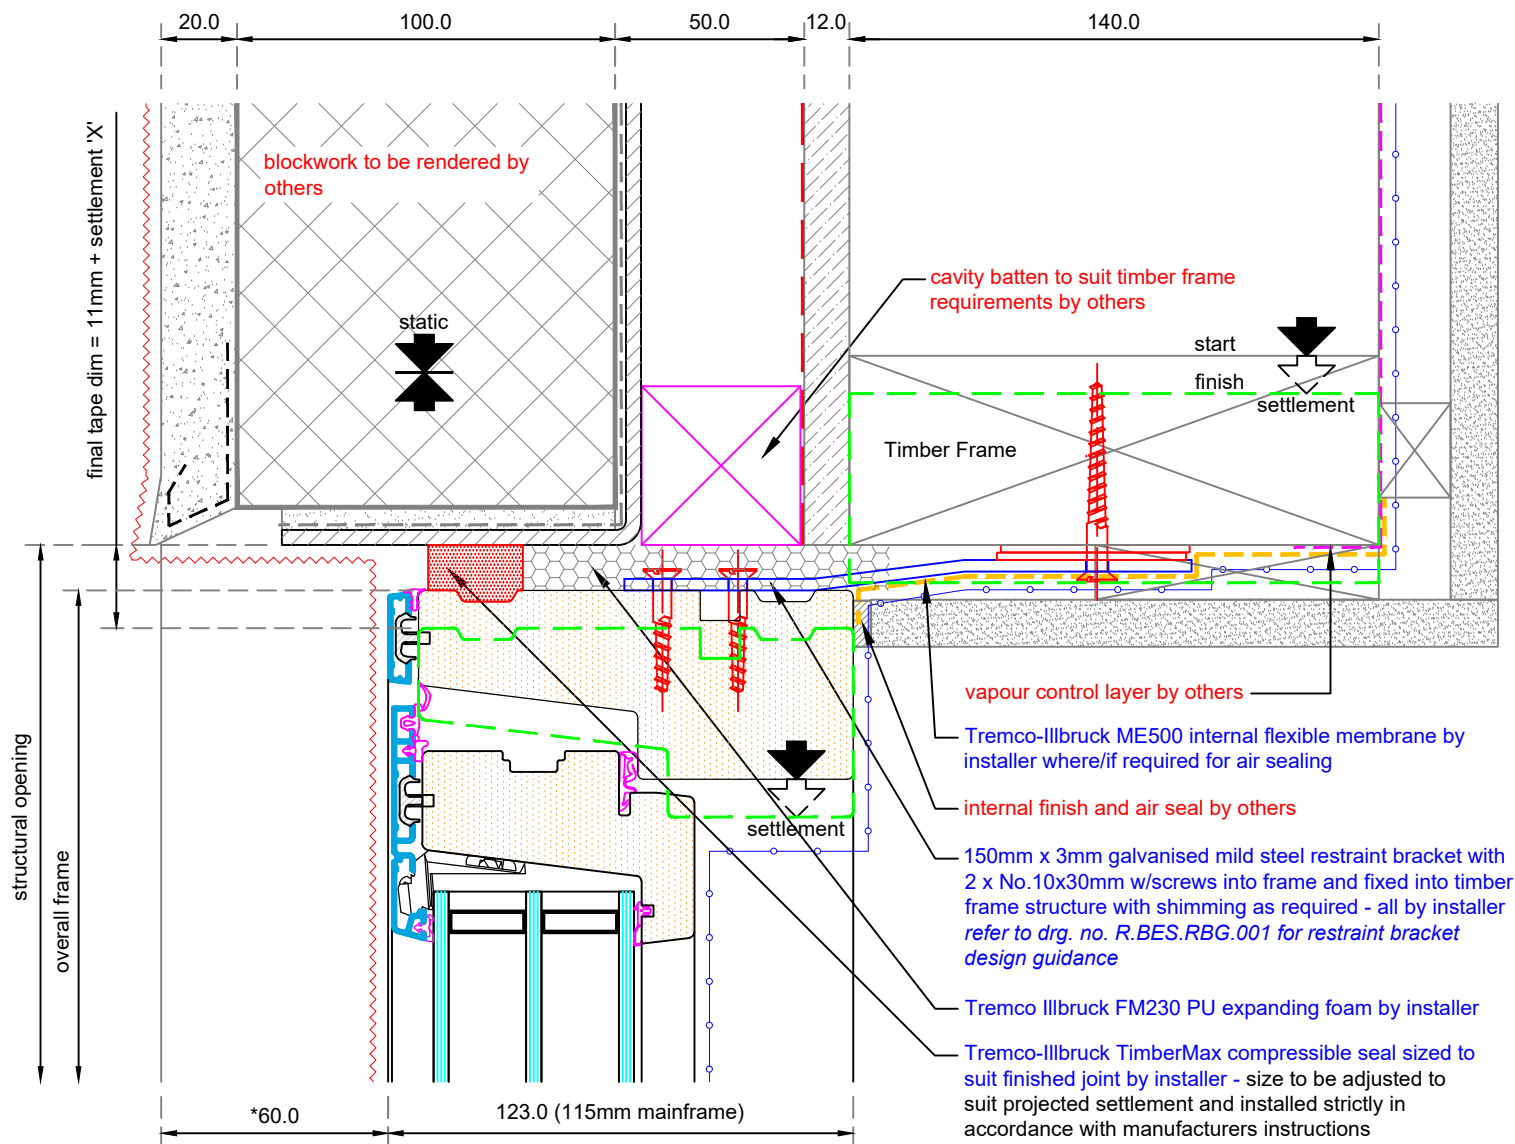 20.0
100.0
50.0
12.0
140.0
final tape dim = 11mm + settlement 'X'
blockwork to be rendered by
others
static
cavity batten to suit timber frame
requirements by others
start
finish
settlement
Timber Frame
vapour control layer by others
Tremco-Illbruck ME500 internal flexible membrane by
installer where/if required for air sealing
internal finish and air seal by others
settlement
150mm x 3mm galvanised mild steel restraint bracket with
2 x No.10x30mm w/screws into frame and fixed into timber
frame structure with shimming as required - all by installer
refer to drg. no. R.BES.RBG.001 for restraint bracket
design guidance
Tremco Illbruck FM230 PU expanding foam by installer
Tremco-Illbruck TimberMax compressible seal sized to
suit finished joint by installer - size to be adjusted to
suit projected settlement and installed strictly in
accordance with manufacturers instructions
structural opening
overall frame
*60.0
123.0 (115mm mainframe)